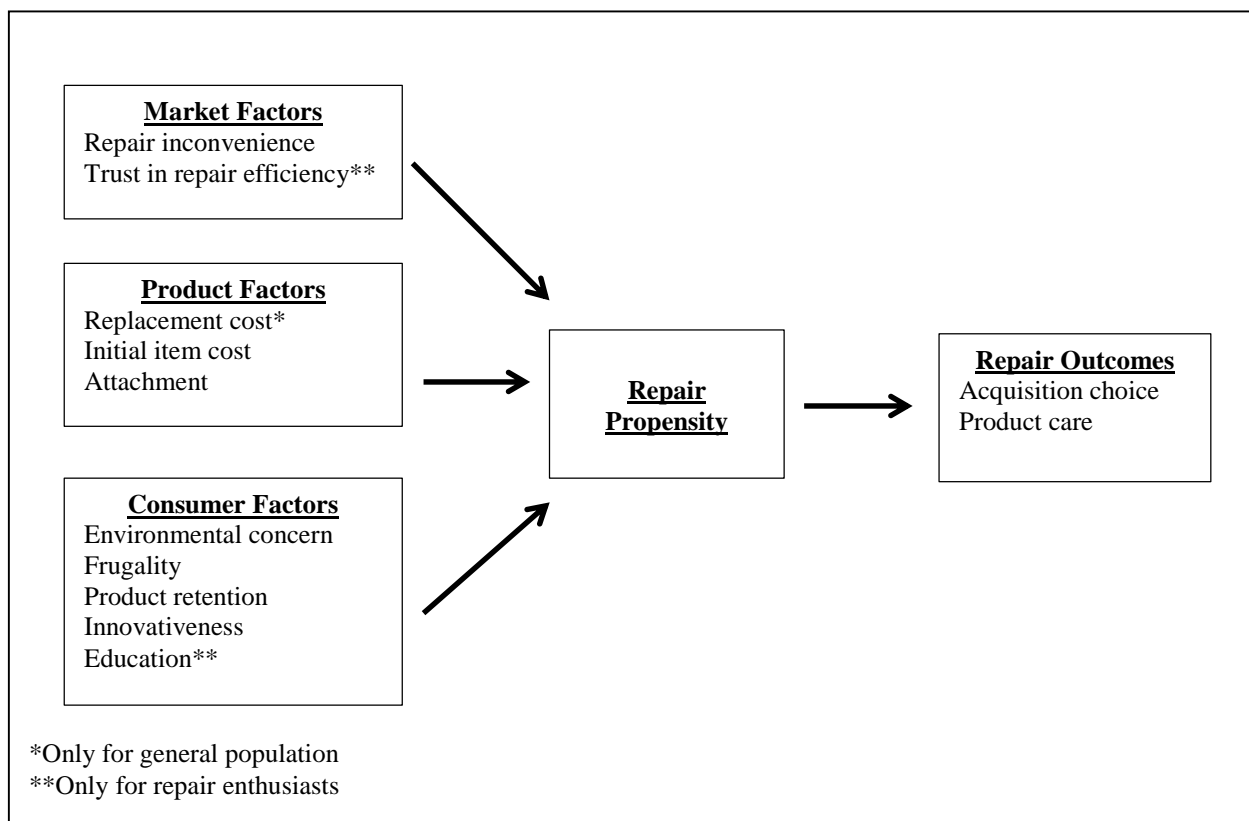 Market Factors
Repair inconvenience
Trust in repair efficiency**
Product Factors
Replacement cost*
Initial item cost
Attachment
Consumer Factors
Environmental concern
Frugality
Product retention
Innovativeness
Education**
Repair
Propensity
Repair Outcomes
Acquisition choice
Product care
*Only for general population
**Only for repair enthusiasts